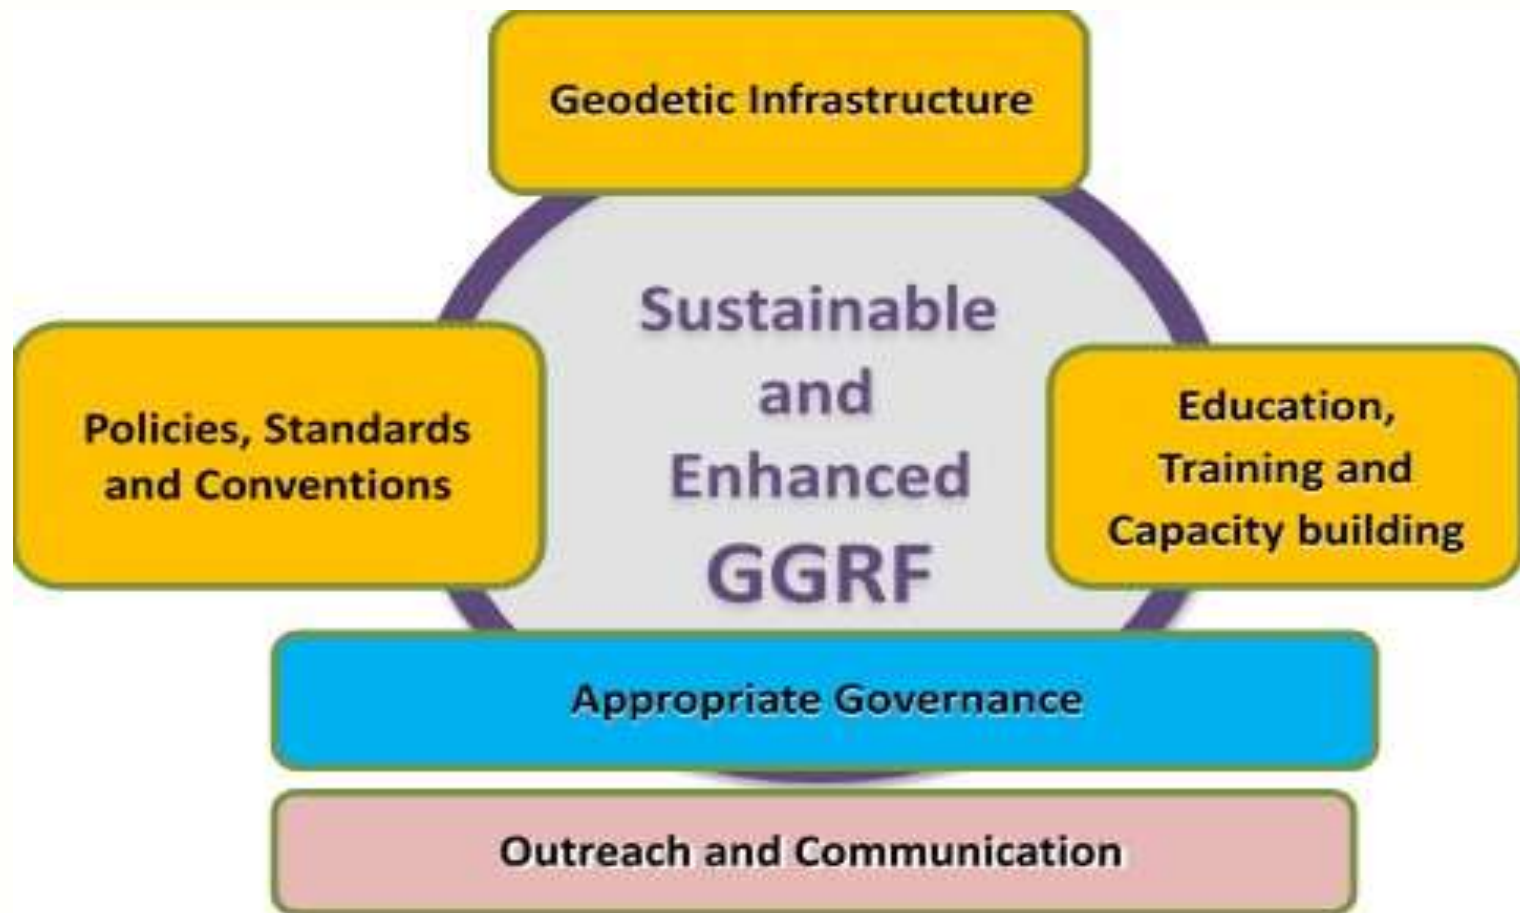 Geodetic Infrastructure
Sustainable
and
Enhanced
GGRF
Policies, Standards
and Conventions
Education,
Training and
Capacity building
Appropriate Governance
Outreach and Communication